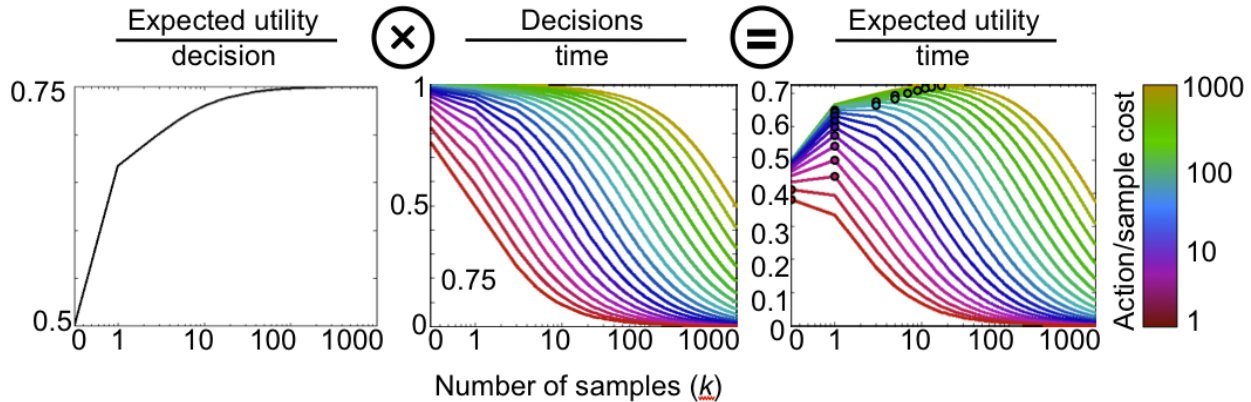 Expected utility
decision
×
Decisions
time
=
Expected utility
time
0.75
0.5
0 1 10 100 1000
1
0.5
0
0.75
0 1 10 100 1000
0.7
0.6
0.5
0.4
0.3
0.2
0.1
0
0 1 10 100 1000
Number of samples (k)
1000
100
10
1
Action/sample cost